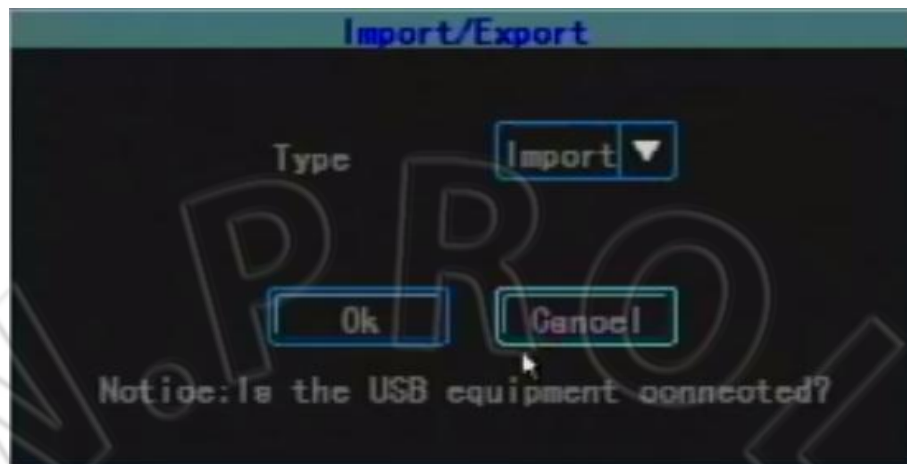 Import/Export
Type Import
Ok Cancel
Notice:Is the USB equipment connected?